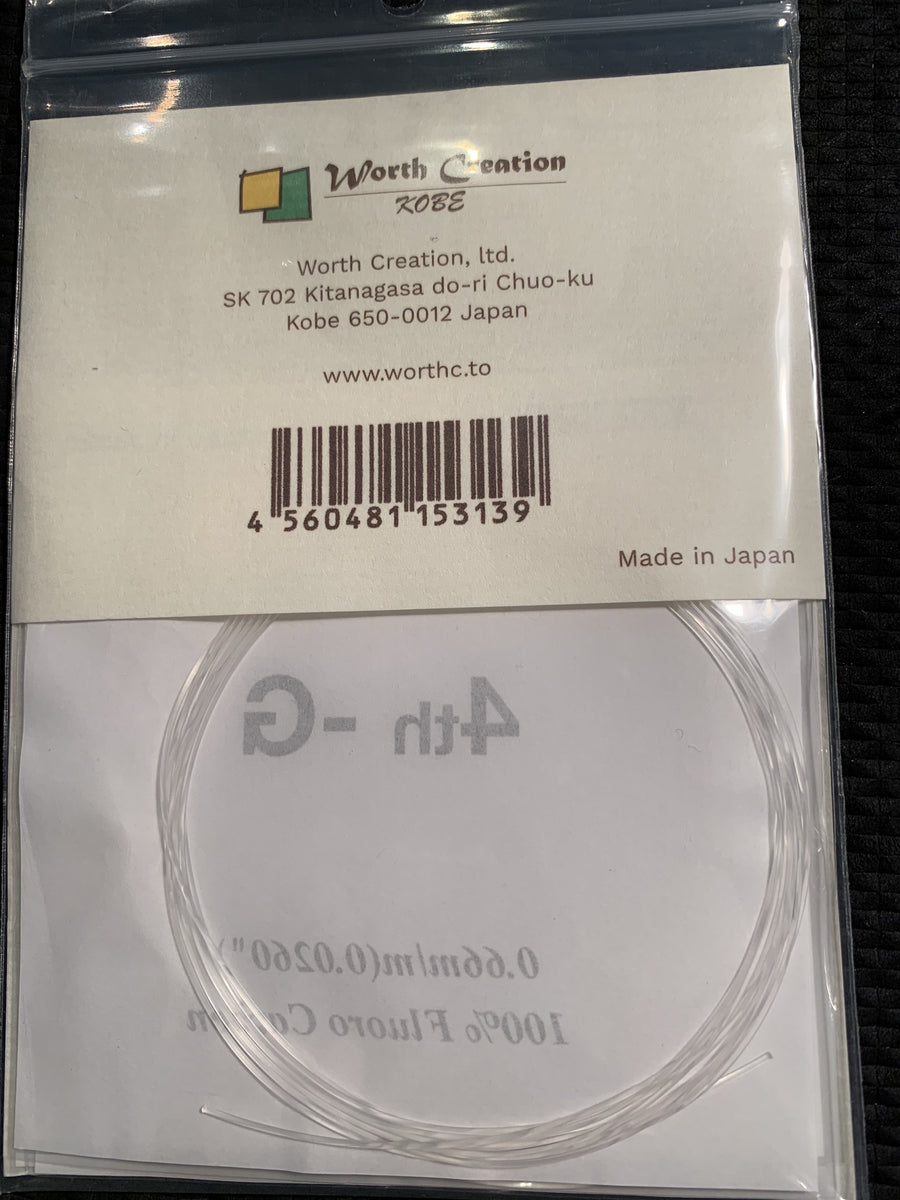 Worth Creation
KOBE
Worth Creation, ltd.
SK 702 Kitanagasa do-ri Chuo-ku
Kobe 650-0012 Japan
www.worthc.to
4 560481 153139
Made in Japan
4th -G
0.66m/m(0.0260")
100% Fluoro Carbon